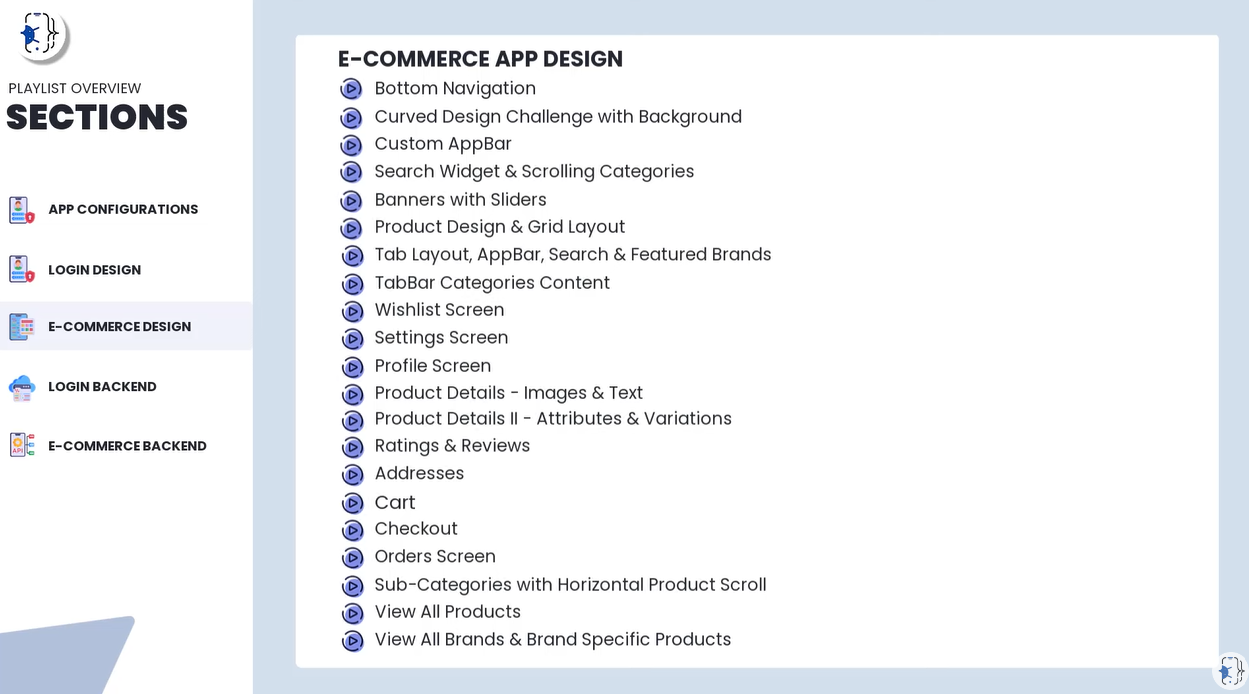 PLAYLIST OVERVIEW
SECTIONS
APP CONFIGURATIONS
LOGIN DESIGN
E-COMMERCE DESIGN
LOGIN BACKEND
E-COMMERCE BACKEND
API
E-COMMERCE APP DESIGN
Bottom Navigation
Curved Design Challenge with Background
Custom AppBar
Search Widget & Scrolling Categories
Banners with Sliders
Product Design & Grid Layout
Tab Layout, AppBar, Search & Featured Brands
TabBar Categories Content
Wishlist Screen
Settings Screen
Profile Screen
Product Details - Images & Text
Product Details II - Attributes & Variations
Ratings & Reviews
Addresses
Cart
Checkout
Orders Screen
Sub-Categories with Horizontal Product Scroll
View All Products
View All Brands & Brand Specific Products